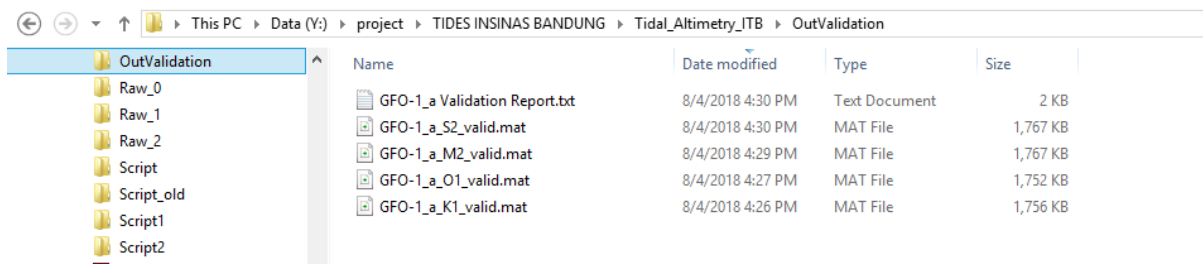 This PC Data (Y:) project TIDES INSINAS BANDUNG Tidal_Altimetry_ITB OutValidation
OutValidation
Raw_0
Raw_1
Raw_2
Script
Script_old
Script1
Script2
Name Date modified Type Size
GFO-1_a Validation Report.txt 8/4/2018 4:30 PM Text Document 2 KB
GFO-1_a_S2_valid.mat 8/4/2018 4:30 PM MAT File 1,767 KB
GFO-1_a_M2_valid.mat 8/4/2018 4:29 PM MAT File 1,767 KB
GFO-1_a_O1_valid.mat 8/4/2018 4:27 PM MAT File 1,752 KB
GFO-1_a_K1_valid.mat 8/4/2018 4:26 PM MAT File 1,756 KB